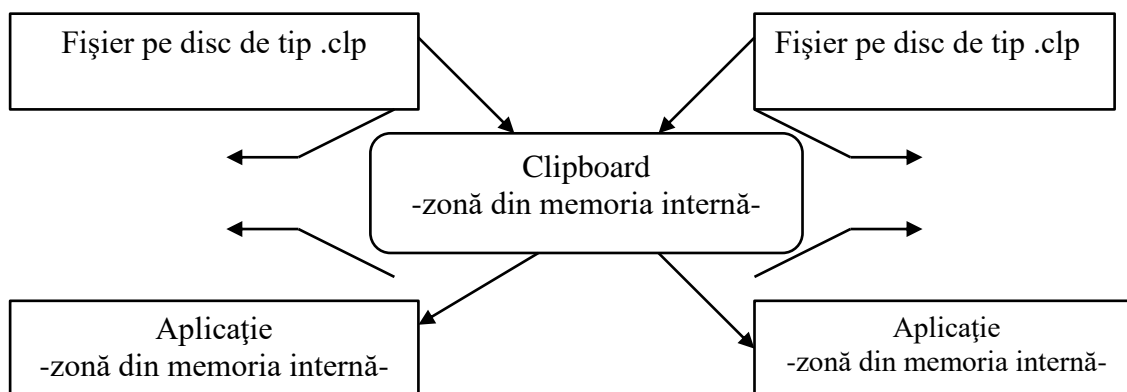 Fişier pe disc de tip .clp
Fişier pe disc de tip .clp
Clipboard
-zonă din memoria internă-
Aplicaţie
-zonă din memoria internă-
Aplicaţie
-zonă din memoria internă-